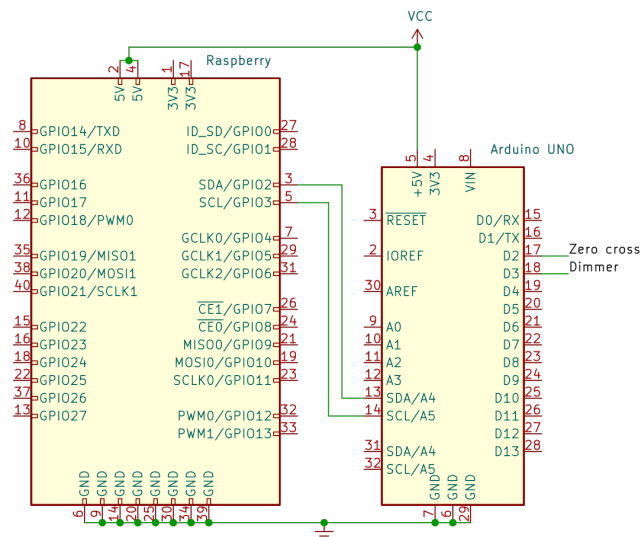 VCC
Raspberry
2
4
1
17
5V
5V
3V3
3V3
8 GPIO14/TXD
ID_SD/GPIO0 27
10 GPIO15/RXD
ID_SC/GPIO1 28
36 GPIO16
SDA/GPIO2 3
11 GPIO17
SCL/GPIO3 5
12 GPIO18/PWM0
GCLK0/GPIO4 7
35 GPIO19/MISO1
GCLK1/GPIO5 29
38 GPIO20/MOSI1
GCLK2/GPIO6 31
40 GPIO21/SCLK1
CE1/GPIO7 26
15 GPIO22
CE0/GPIO8 24
16 GPIO23
MISO0/GPIO9 21
18 GPIO24
MOSI0/GPIO10 19
22 GPIO25
SCLK0/GPIO11 23
37 GPIO26
PWM0/GPIO12 32
13 GPIO27
PWM1/GPIO13 33
GND
GND
GND
GND
GND
GND
GND
GND
6
9
14
20
25
30
34
39
Arduino UNO
5
4
8
+5V
3V3
VIN
3 RESET
D0/RX 15
D1/TX 16
2 IOREF
D2 17
Zero cross
D3 18
Dimmer
30 AREF
D4 19
D5 20
9 A0
D6 21
10 A1
D7 22
11 A2
D8 23
12 A3
D9 24
13 SDA/A4
D10 25
14 SCL/A5
D11 26
D12 27
31 SDA/A4
D13 28
32 SCL/A5
GND
GND
GND
7
6
29